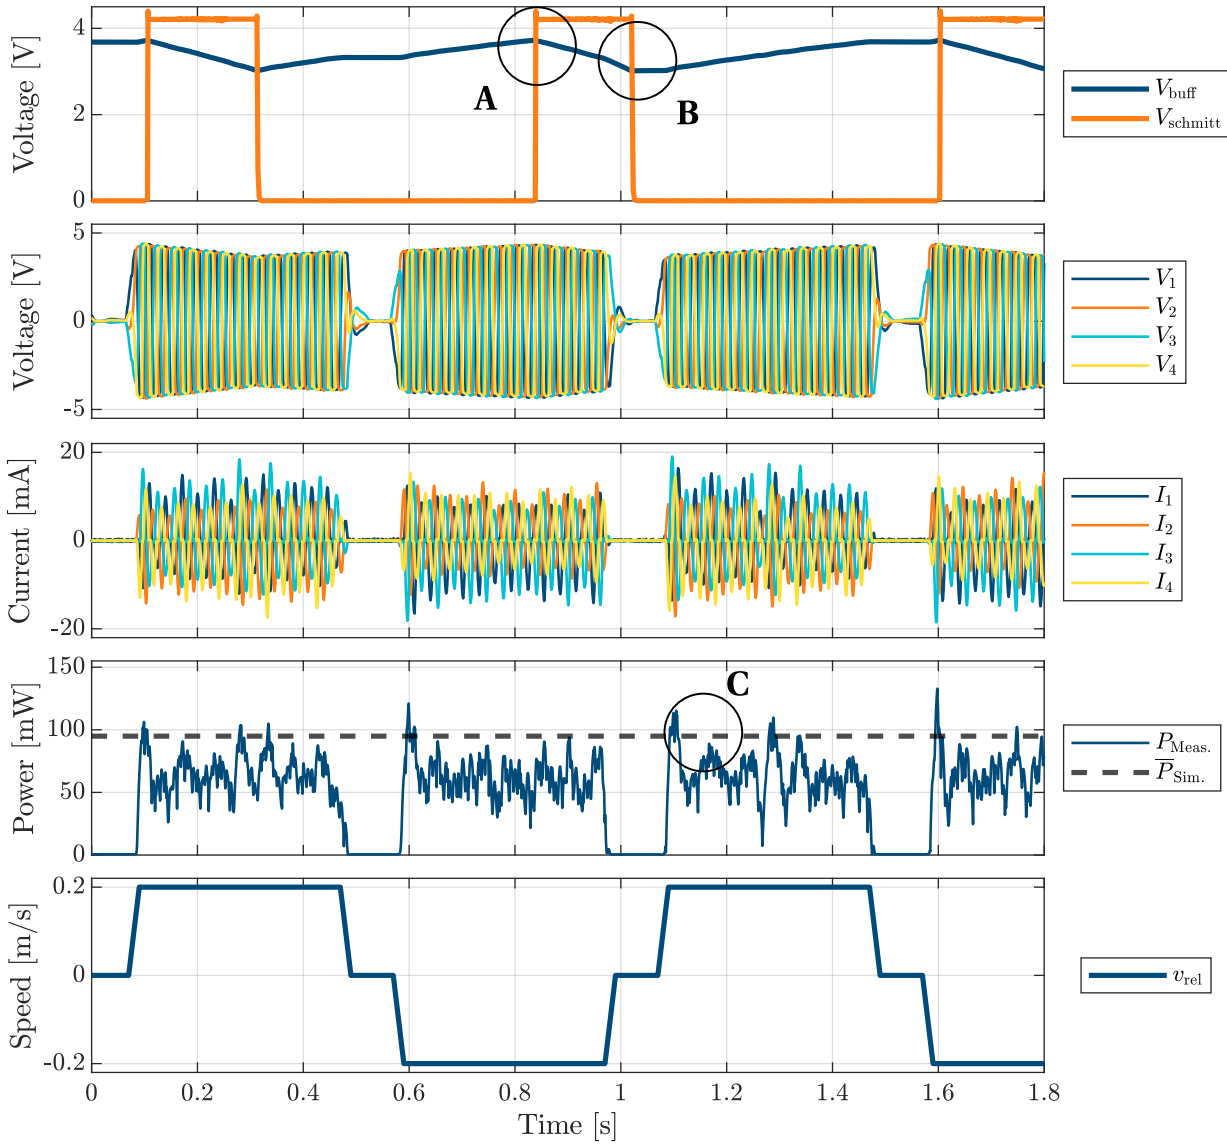 Voltage [V]
4
2
0
A
B
V_buff
V_schmitt
Voltage [V]
5
0
-5
V_1
V_2
V_3
V_4
Current [mA]
20
0
-20
I_1
I_2
I_3
I_4
Power [mW]
150
100
50
0
C
P_Meas.
P̅_Sim.
Speed [m/s]
0.2
0
-0.2
v_rel
0 0.2 0.4 0.6 0.8 1 1.2 1.4 1.6 1.8
Time [s]